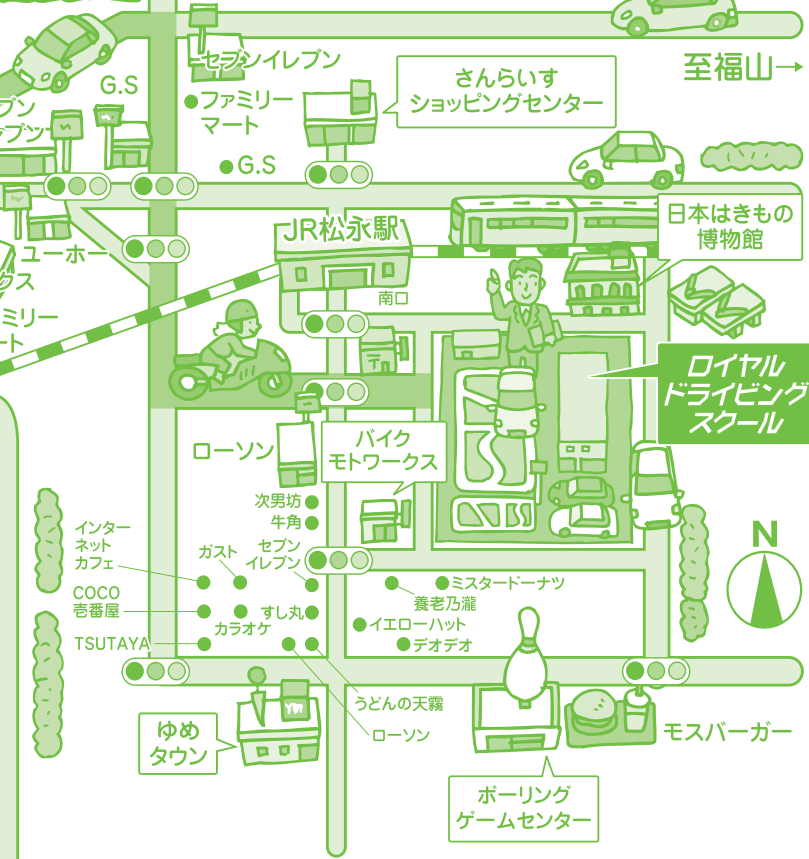 セブンイレブン
G.S
ファミリー
マート
G.S
さんらいす
ショッピングセンター
至福山
ブン
ブン
JR松永駅
南口
日本はきもの
博物館
ユーホー
クス
ミリー
ート
ロイヤル
ドライビング
スクール
ローソン
バイク
モトワークス
次男坊
牛角
セブン
イレブン
インター
ネット
カフェ
ガスト
COCO
壱番屋
カラオケ
すし丸
TSUTAYA
ミスタードーナツ
養老乃瀧
イエローハット
デオデオ
N
うどんの天霧
ローソン
ゆめ
タウン
ボーリング
ゲームセンター
モスバーガー